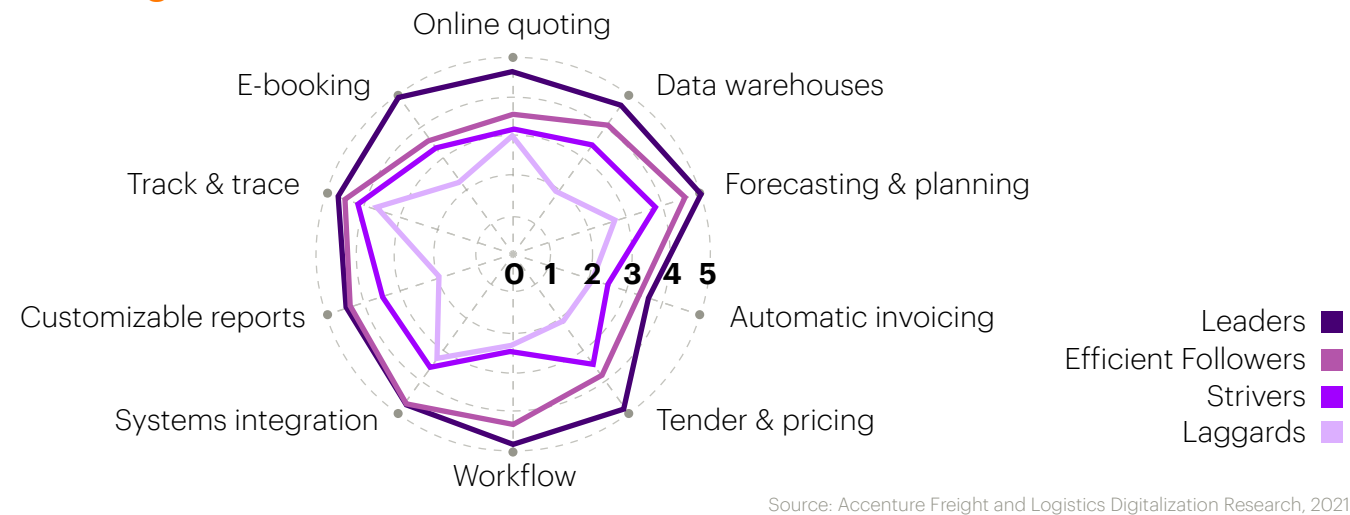 Online quoting
E-booking
Data warehouses
Track & trace
Forecasting & planning
0 1 2 3 4 5
Customizable reports
Automatic invoicing
Leaders
Efficient Followers
Strivers
Laggards
Systems integration
Tender & pricing
Workflow
Source: Accenture Freight and Logistics Digitalization Research, 2021